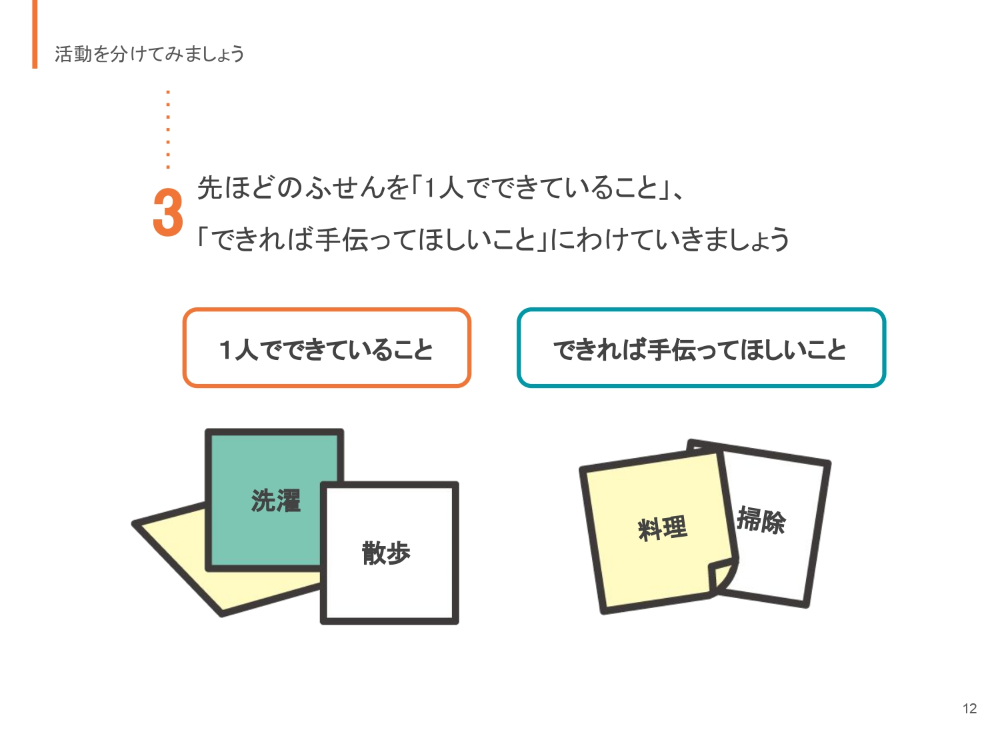 活動を分けてみましょう
3
先ほどのふせんを「1人でできていること」、
「できれば手伝ってほしいこと」にわけていきましょう
1人でできていること
できれば手伝ってほしいこと
洗濯
散歩
料理
掃除
12